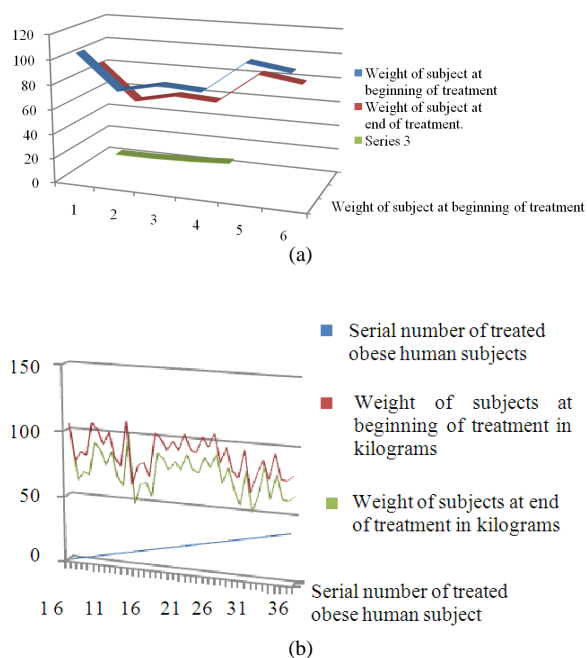 120
100
80
60
40
20
0
1 2 3 4 5 6
Weight of subject at
beginning of treatment
Weight of subject at
end of treatment.
Series 3
Weight of subject at beginning of treatment
(a)
150
100
50
0
1 6 11 16 21 26 31 36
Serial number of treated
obese human subjects
Weight of subjects at
beginning of treatment in
kilograms
Weight of subjects at end
of treatment in kilograms
Serial number of treated
obese human subject
(b)